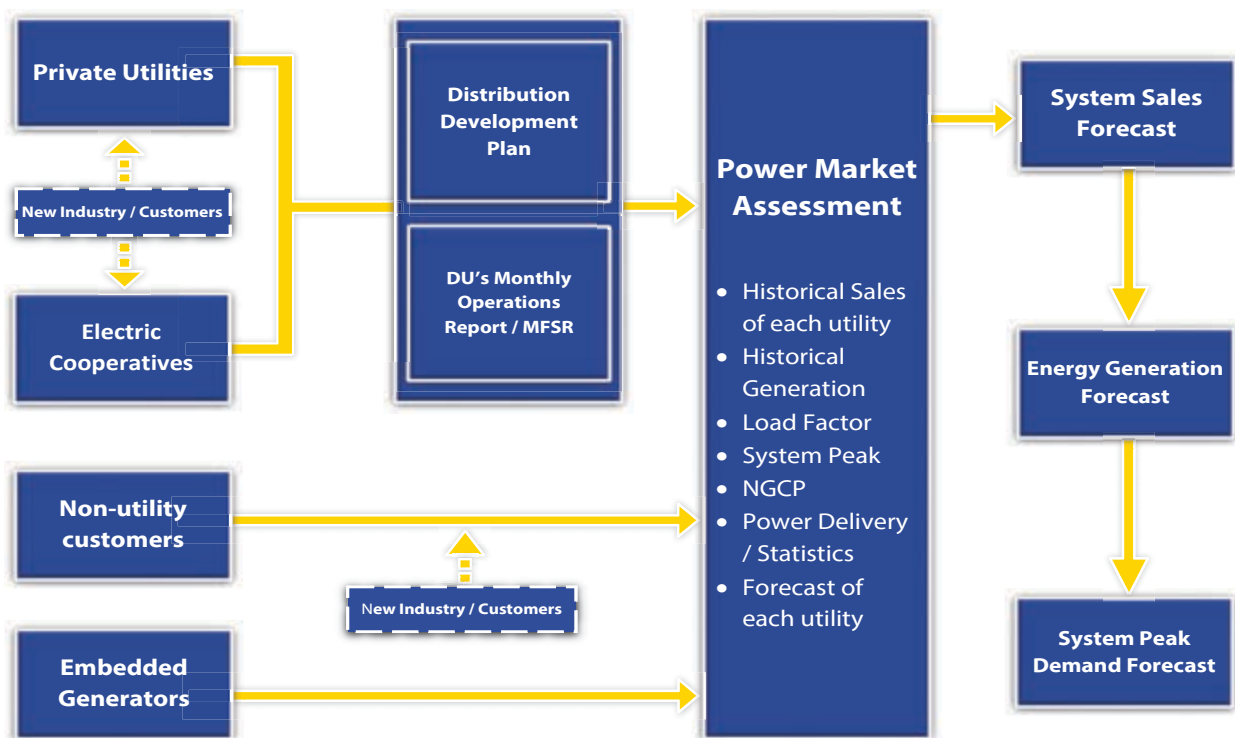 Private Utilities
New Industry / Customers
Electric
Cooperatives
Non-utility
customers
New Industry / Customers
Embedded
Generators
Distribution
Development
Plan
DU’s Monthly
Operations
Report / MFSR
Power Market
Assessment
• Historical Sales
of each utility
• Historical
Generation
• Load Factor
• System Peak
• NGCP
• Power Delivery
/ Statistics
• Forecast of
each utility
System Sales
Forecast
Energy Generation
Forecast
System Peak
Demand Forecast